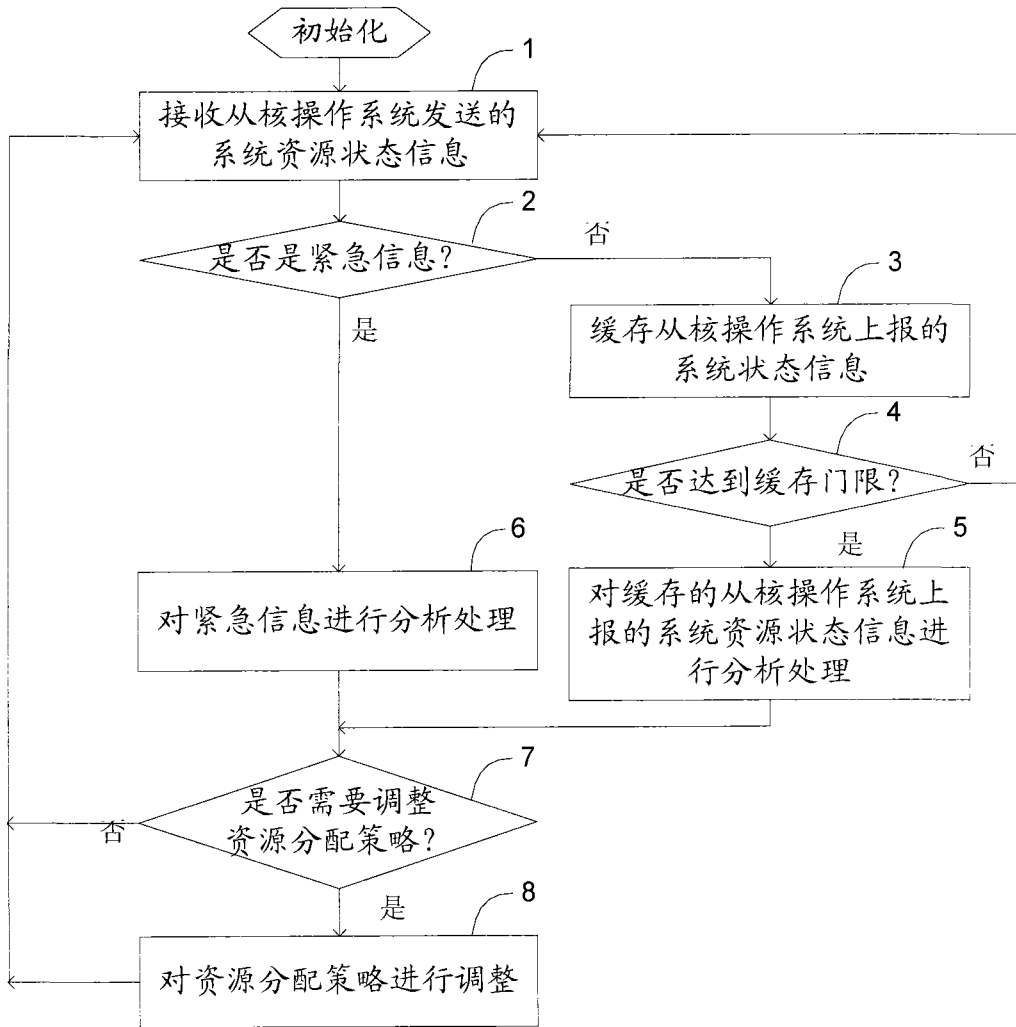 初始化
1
接收从核操作系统发送的
系统资源状态信息
2
是否是紧急信息?
否
是
3
缓存从核操作系统上报的
系统状态信息
4
是否达到缓存门限?
否
是
5
对缓存的从核操作系统上
报的系统资源状态信息进
行分析处理
6
对紧急信息进行分析处理
7
是否需要调整
资源分配策略?
否
是
8
对资源分配策略进行调整